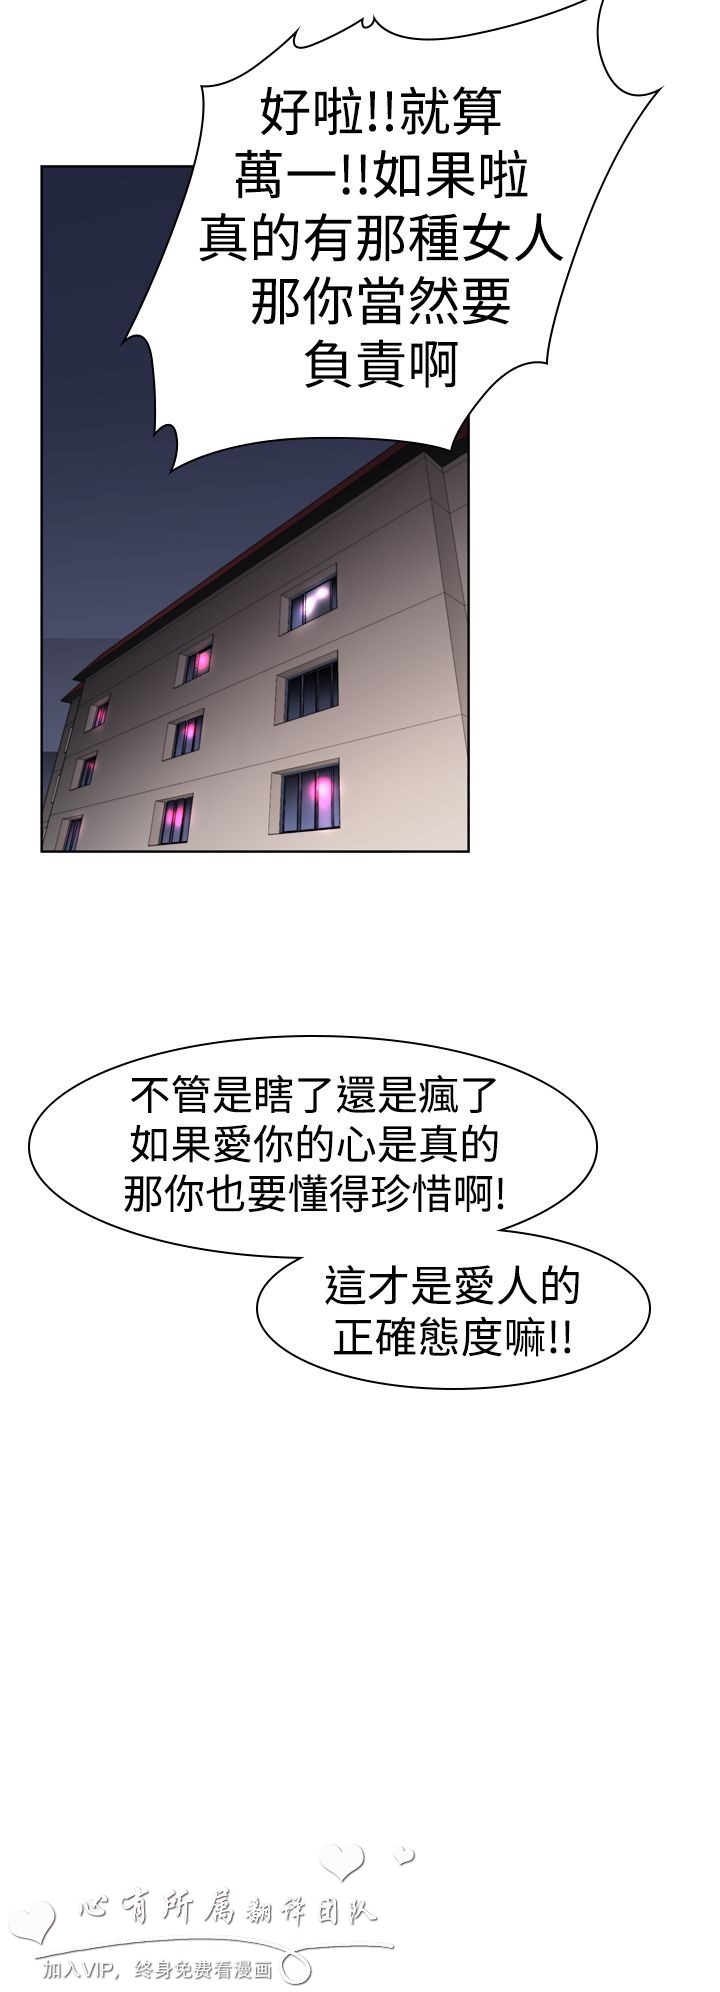 好啦!!就算
萬一!!如果啦
真的有那種女人
那你當然要
負責啊
不管是瞎了還是瘋了
如果愛你的心是真的
那你也要懂得珍惜啊!
這才是愛人的
正確態度嘛!!
心有所属翻译团队
加入VIP，终身免费看漫画